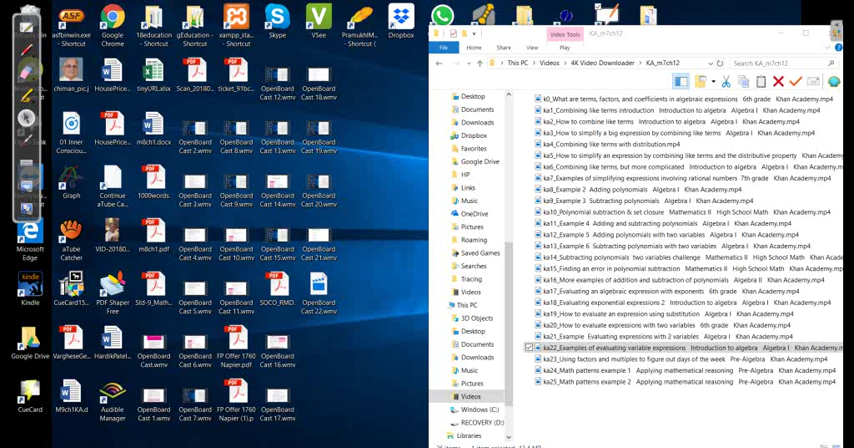 asfbinwin.exe - Shortcut
Google Chrome
18education - Shortcut
gEducation - Shortcut
xampp_sta... - Shortcut
Skype
VSee
PramukhIM... - Shortcut (
Dropbox
chiman_pic.j
HousePrice...
tinyURL.xlsx
Scan_20180...
ticket_91bc...
OpenBoard Cast 12.wmv
OpenBoard Cast 18.wmv
01 Inner Consciou...
HousePrice...
m8ch1.docx
OpenBoard Cast 2.wmv
OpenBoard Cast 8.wmv
OpenBoard Cast 13.wmv
OpenBoard Cast 19.wmv
Graph
Continue aTube Ca...
1000words.
OpenBoard Cast 3.wmv
OpenBoard Cast 9.wmv
OpenBoard Cast 14.wmv
OpenBoard Cast 20.wmv
Microsoft Edge
aTube Catcher
VID-20180...
m8ch1.pdf
OpenBoard Cast 4.wmv
OpenBoard Cast 10.wmv
OpenBoard Cast 15.wmv
OpenBoard Cast 21.wmv
Kindle
CueCard15...
PDF Shaper Free
Std-9_Math...
OpenBoard Cast 5.wmv
OpenBoard Cast 11.wmv
SOCO_RMD.
OpenBoard Cast 22.wmv
Google Drive
VargheseGe...
HardikPatel...
OpenBoard Cast.wmv
OpenBoard Cast 6.wmv
FP Offer 1760 Napier.pdf
OpenBoard Cast 16.wmv
CueCard
M9ch1KA.d
Audible Manager
OpenBoard Cast 1.wmv
OpenBoard Cast 7.wmv
FP Offer 1760 Napier (1).p
OpenBoard Cast 17.wmv
Video Tools
KA_m7ch12
File Home Share View Play
This PC > Videos > 4K Video Downloader > KA_m7ch12
Search KA_m7ch12
Desktop
Documents
Downloads
Dropbox
Favorites
Google Drive
HP
Links
Music
OneDrive
Pictures
Roaming
Saved Games
Searches
Tracing
Videos
This PC
3D Objects
Desktop
Documents
Downloads
Music
Pictures
Videos
Windows (C:)
RECOVERY (D:)
Libraries
k0_What are terms, factors, and coefficients in algebraic expressions 6th grade Khan Academy.mp4
ka1_Combining like terms introduction Introduction to algebra Algebra I Khan Academy.mp4
ka2_How to combine like terms Introduction to algebra Algebra I Khan Academy.mp4
ka3_How to simplify a big expression by combining like terms Algebra I Khan Academy.mp4
ka4_Combining like terms with distribution.mp4
ka5_How to simplify an expression by combining like terms and the distributive property Khan Academ
ka6_Combining like terms, but more complicated Introduction to algebra Algebra I Khan Academy.mp
ka7_Examples of simplifying expressions involving rational numbers 7th grade Khan Academy.mp4
ka8_Example 2 Adding polynomials Algebra I Khan Academy.mp4
ka9_Example 3 Subtracting polynomials Algebra I Khan Academy.mp4
ka10_Polynomial subtraction & set closure Mathematics II High School Math Khan Academy.mp4
ka11_Example 4 Adding and subtracting polynomials Algebra I Khan Academy.mp4
ka12_Example 5 Adding polynomials with two variables Algebra I Khan Academy.mp4
ka13_Example 6 Subtracting polynomials with two variables Algebra I Khan Academy.mp4
ka14_Subtracting polynomials two variables challenge Mathematics II High School Math Khan Acade
ka15_Finding an error in polynomial subtraction Mathematics II High School Math Khan Academy.mp4
ka16_More examples of addition and subtraction of polynomials Algebra II Khan Academy.mp4
ka17_Evaluating an algebraic expression with exponents 6th grade Khan Academy.mp4
ka18_Evaluating exponential expressions 2 Introduction to algebra Algebra I Khan Academy.mp4
ka19_How to evaluate an expression using substitution Algebra I Khan Academy.mp4
ka20_How to evaluate expressions with two variables 6th grade Khan Academy.mp4
ka21_Example Evaluating expressions with 2 variables Algebra I Khan Academy.mp4
ka22_Examples of evaluating variable expressions Introduction to algebra Algebra I Khan Academy.m
ka23_Using factors and multiples to figure out days of the week Pre-Algebra Khan Academy.mp4
ka24_Math patterns example 1 Applying mathematical reasoning Pre-Algebra Khan Academy.mp4
ka25_Math patterns example 2 Applying mathematical reasoning Pre-Algebra Khan Academy.mp4